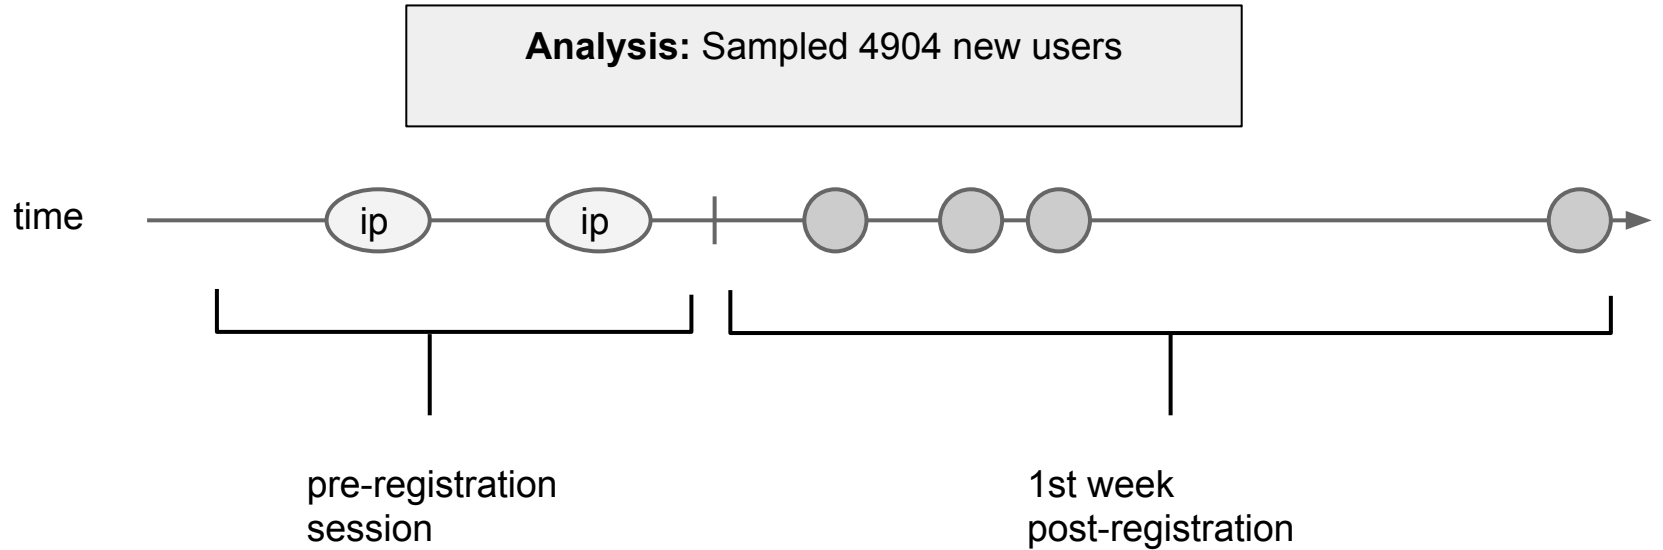 Analysis: Sampled 4904 new users
time
ip
ip
pre-registration
session
1st week
post-registration